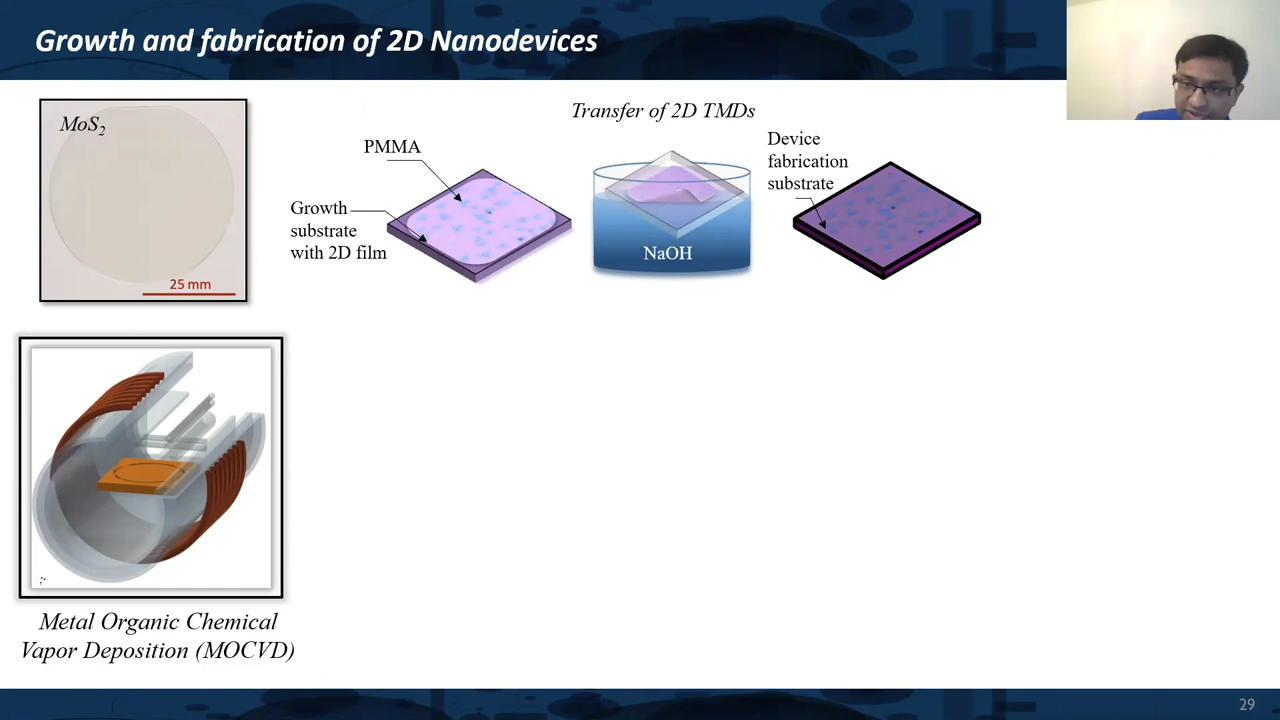 Growth and fabrication of 2D Nanodevices
MoS₂
25 mm
Transfer of 2D TMDs
PMMA
Growth
substrate
with 2D film
NaOH
Device
fabrication
substrate
Metal Organic Chemical
Vapor Deposition (MOCVD)
29